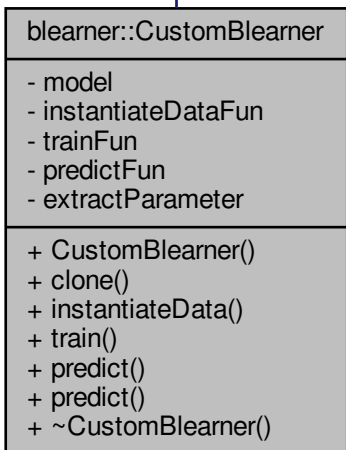 blearner::CustomBlearner
- model
- instantiateDataFun
- trainFun
- predictFun
- extractParameter
+ CustomBlearner()
+ clone()
+ instantiateData()
+ train()
+ predict()
+ predict()
+ ~CustomBlearner()